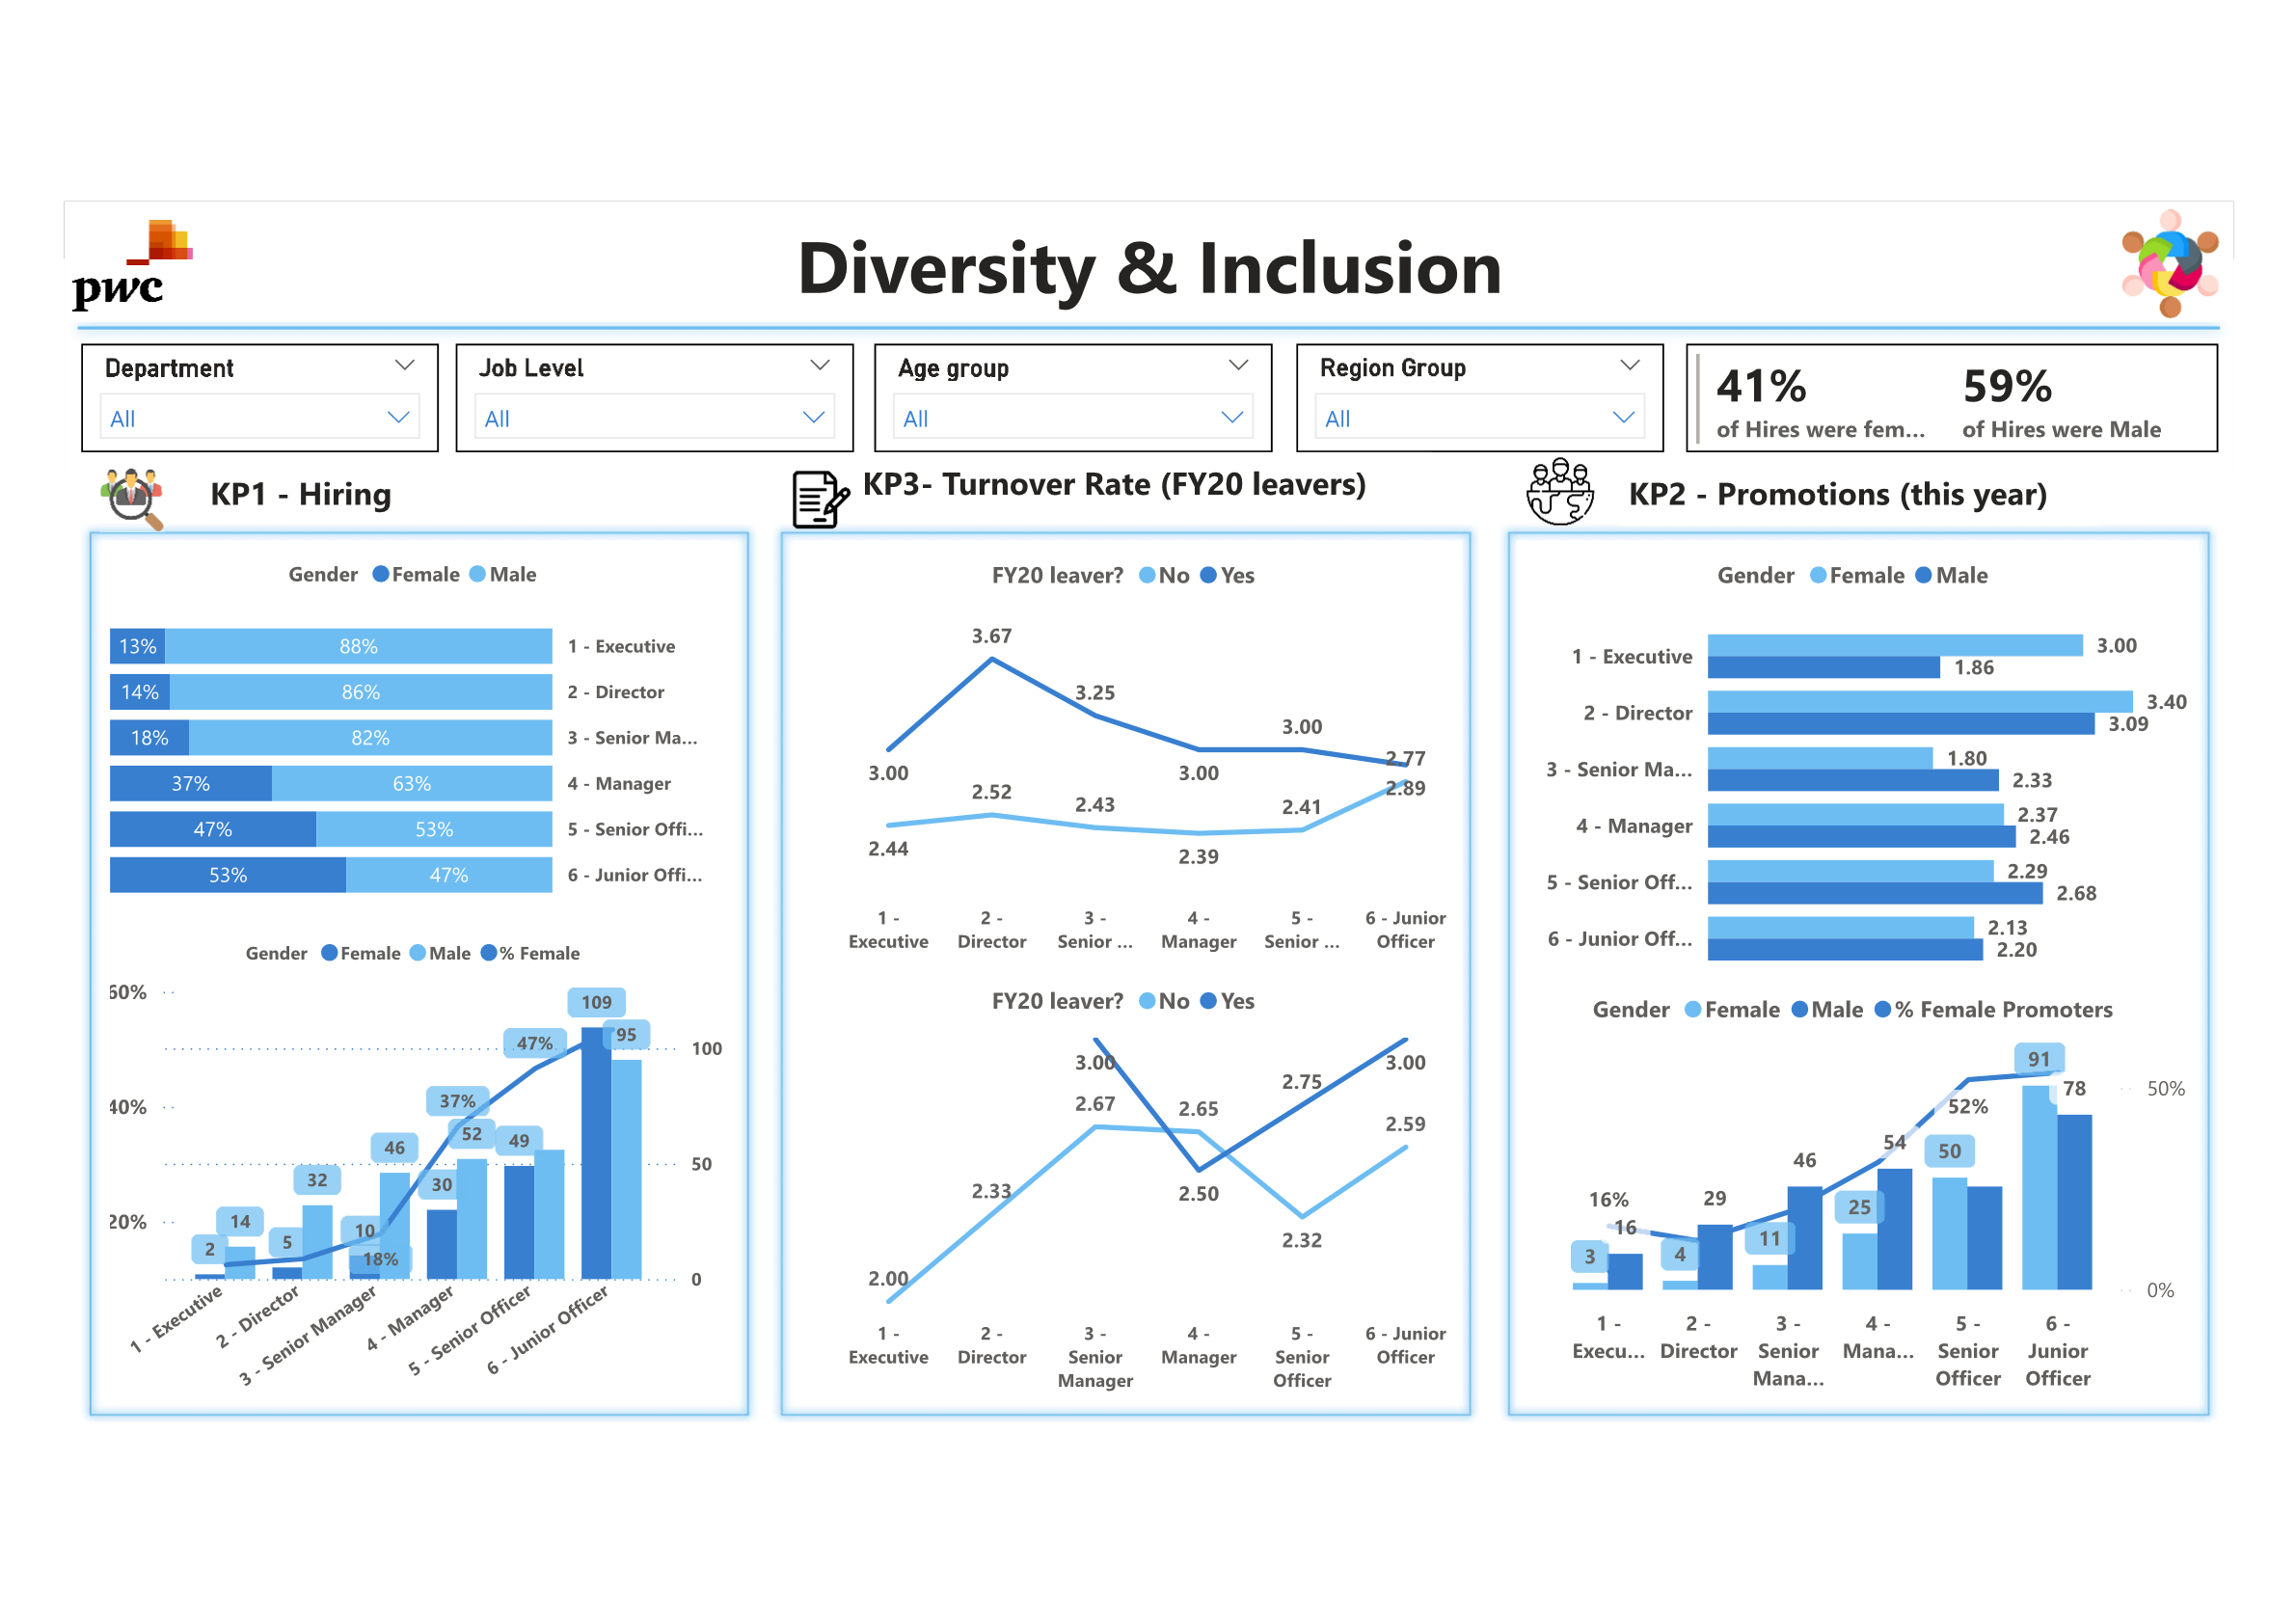 pwc
Diversity & Inclusion
Department
All
Job Level
All
Age group
All
Region Group
All
41%
of Hires were fem...
59%
of Hires were Male
KP1 - Hiring
Gender Female Male
13% 88% 1 - Executive
14% 86% 2 - Director
18% 82% 3 - Senior Ma...
37% 63% 4 - Manager
47% 53% 5 - Senior Offi...
53% 47% 6 - Junior Offi...
Gender Female Male % Female
60%
40%
20%
100
50
0
2 14 5 32 10 18% 46 30 37% 52 49 47% 109 95
1 - Executive
2 - Director
3 - Senior Manager
4 - Manager
5 - Senior Officer
6 - Junior Officer
KP3- Turnover Rate (FY20 leavers)
FY20 leaver? No Yes
3.00 3.67 3.25 3.00 3.00 2.77
2.44 2.52 2.43 2.39 2.41 2.89
1 - 2 - 3 - 4 - 5 - 6 - Junior
Executive Director Senior ... Manager Senior ... Officer
FY20 leaver? No Yes
3.00 2.50 2.75 3.00
2.00 2.33 2.67 2.65 2.32 2.59
1 - 2 - 3 - 4 - 5 - 6 - Junior
Executive Director Senior Manager Senior Officer
Manager Officer
KP2 - Promotions (this year)
Gender Female Male
1 - Executive 3.00
1.86
2 - Director 3.40
3.09
3 - Senior Ma... 1.80
2.33
4 - Manager 2.37
2.46
5 - Senior Off... 2.29
2.68
6 - Junior Off... 2.13
2.20
Gender Female Male % Female Promoters
16% 3 16 4 29 11 46 25 54 50 52% 91 78
50%
0%
1 - 2 - 3 - 4 - 5 - 6 -
Execu... Director Senior Mana... Senior Junior
Mana... Officer Officer